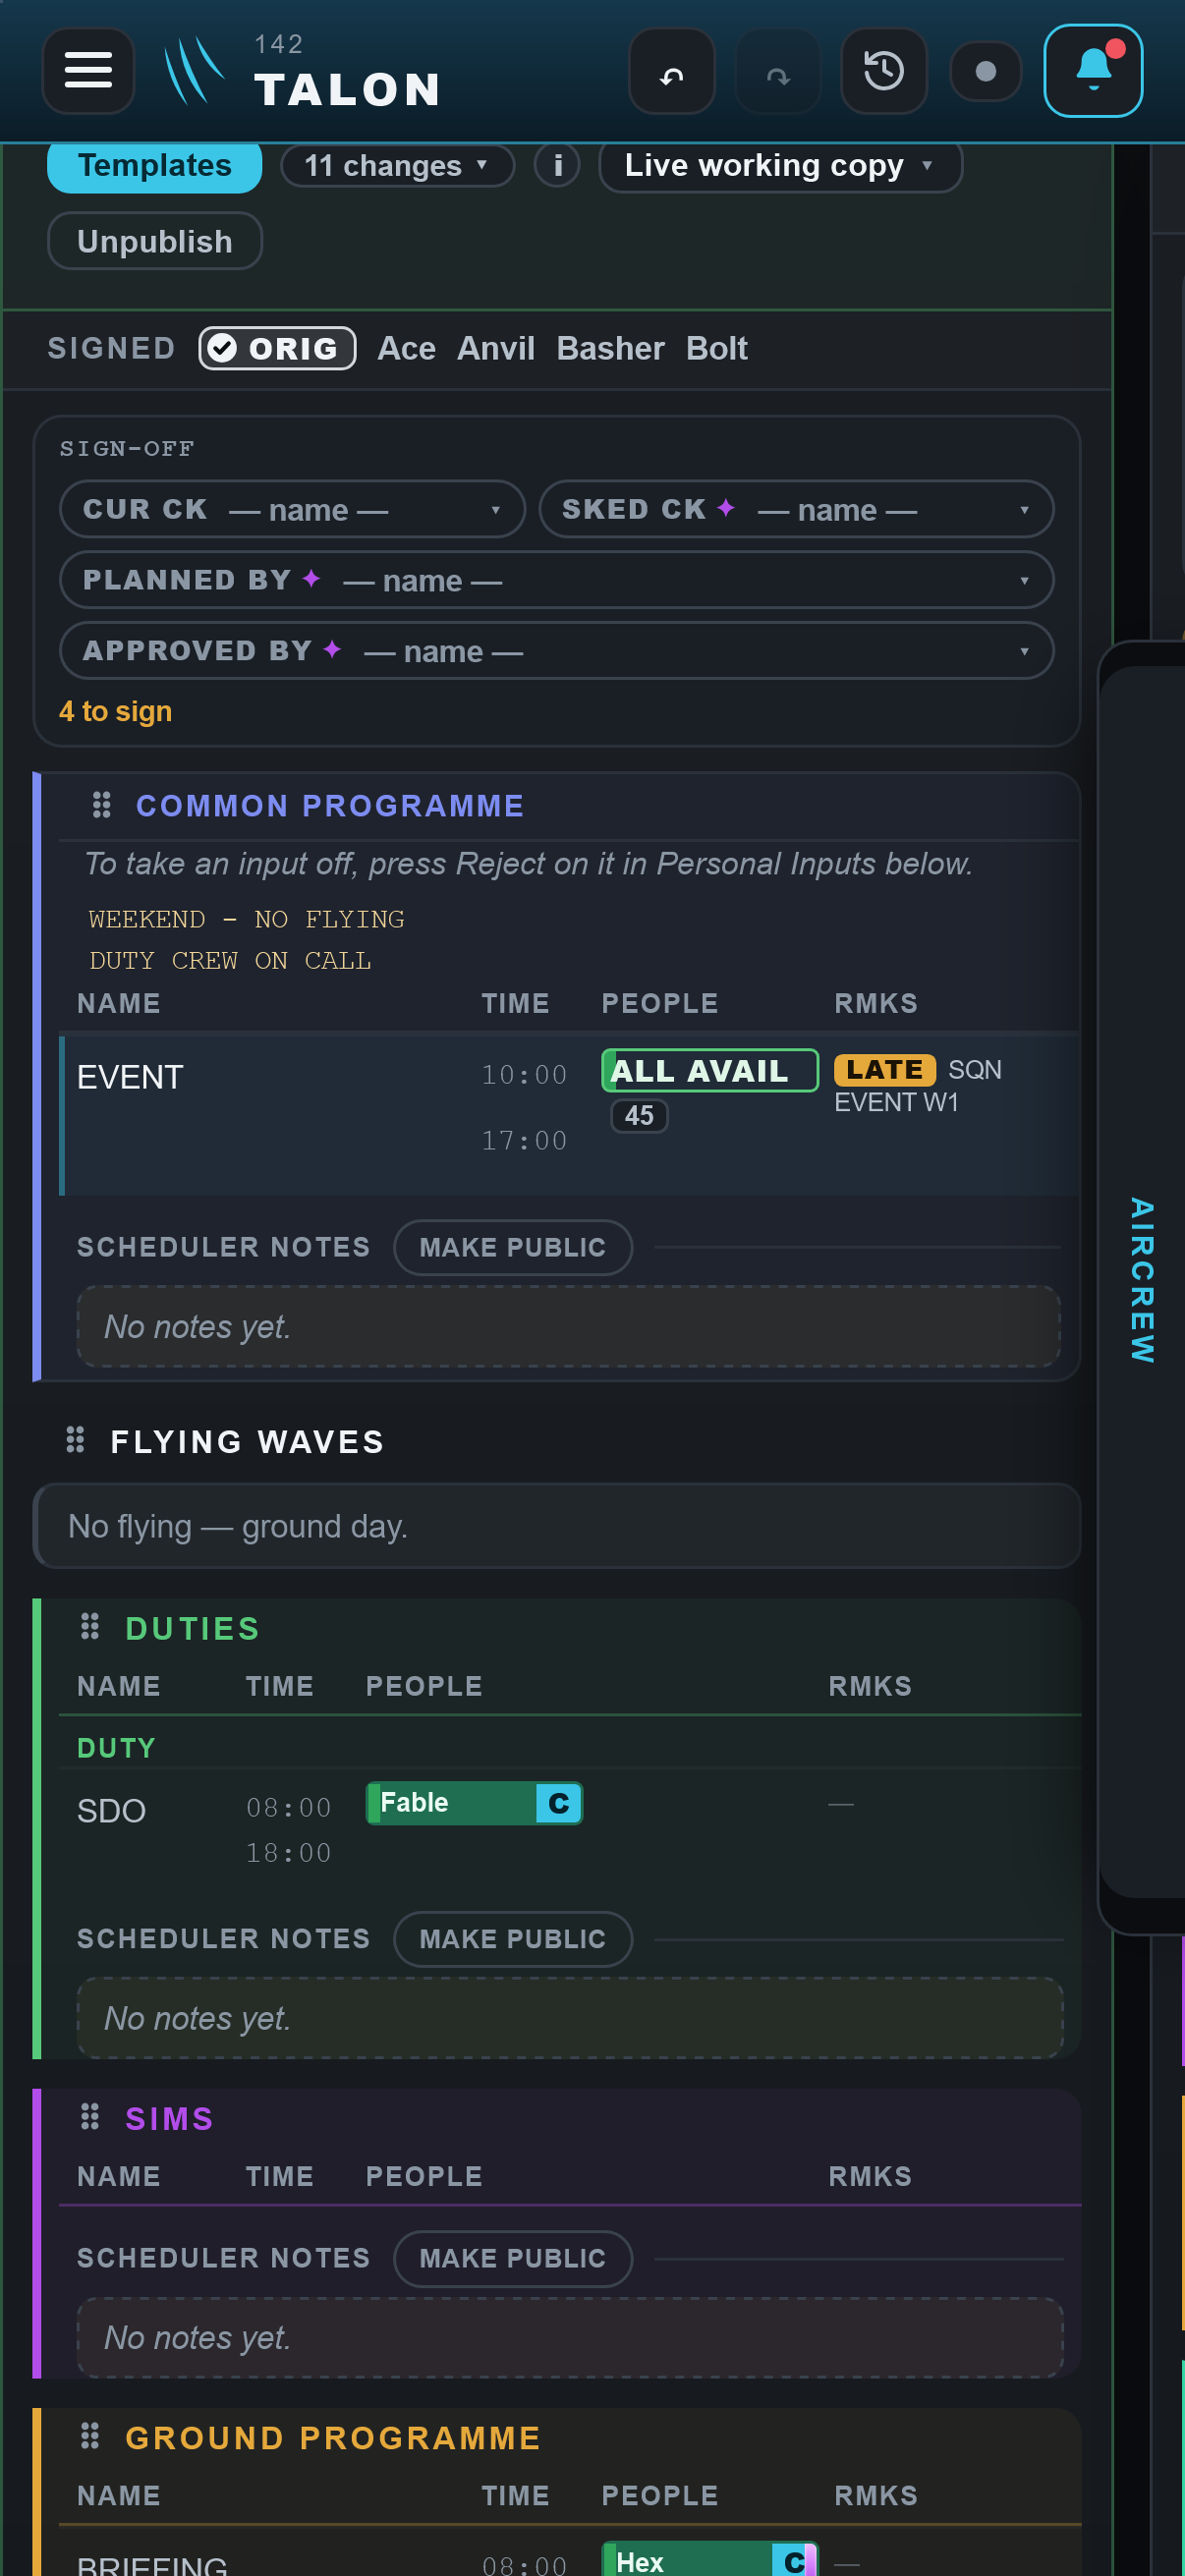 142
TALON
Templates 11 changes ▾ i Live working copy ▾
Unpublish
SIGNED ORIG Ace Anvil Basher Bolt
SIGN-OFF
CUR CK — name — ▾ SKED CK ✦ — name — ▾
PLANNED BY ✦ — name — ▾
APPROVED BY ✦ — name — ▾
4 to sign
COMMON PROGRAMME
To take an input off, press Reject on it in Personal Inputs below.
WEEKEND – NO FLYING
DUTY CREW ON CALL
NAME TIME PEOPLE RMKS
EVENT 10:00 ALL AVAIL LATE SQN
45 EVENT W1
17:00
SCHEDULER NOTES MAKE PUBLIC
AIRCREW
No notes yet.
FLYING WAVES
No flying — ground day.
DUTIES
NAME TIME PEOPLE RMKS
DUTY
SDO 08:00 Fable C —
18:00
SCHEDULER NOTES MAKE PUBLIC
No notes yet.
SIMS
NAME TIME PEOPLE RMKS
SCHEDULER NOTES MAKE PUBLIC
No notes yet.
GROUND PROGRAMME
NAME TIME PEOPLE RMKS
BRIEFING 08:00 Hex C —